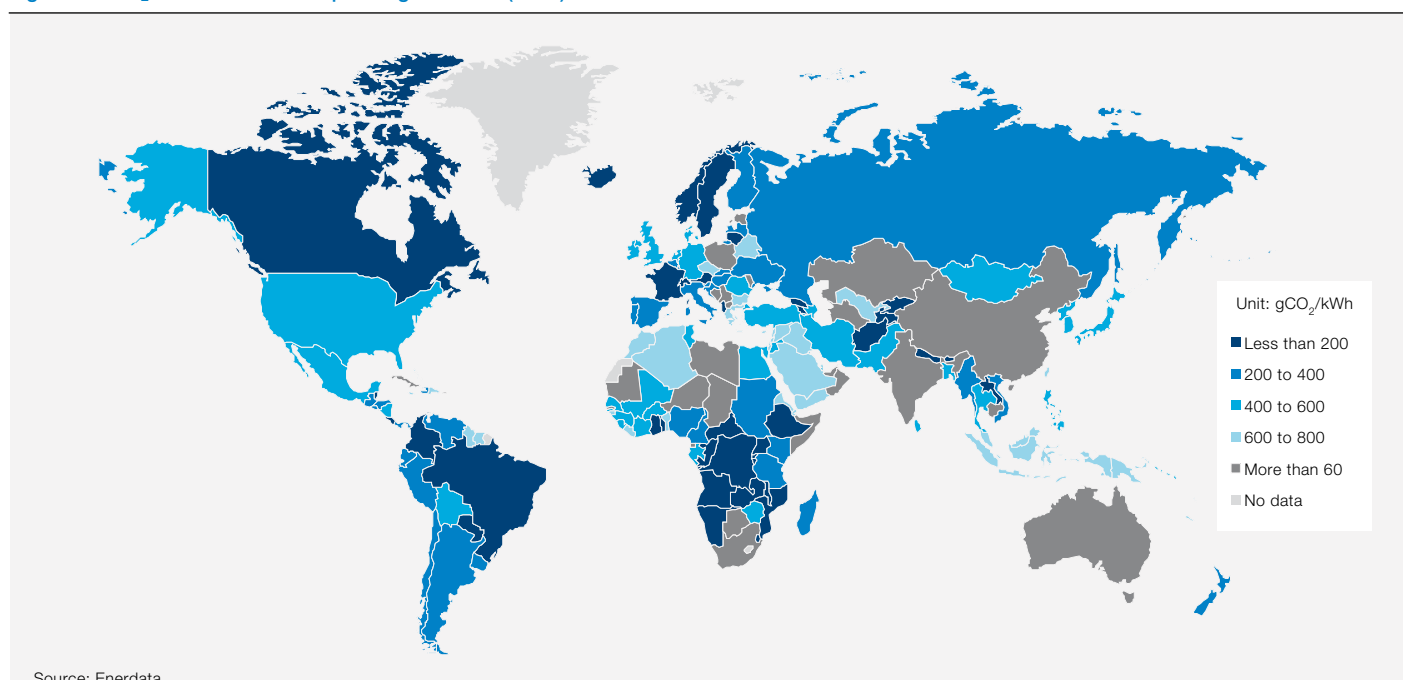 Unit: gCO₂/kWh
Less than 200
200 to 400
400 to 600
600 to 800
More than 60
No data
Source: Enerdata